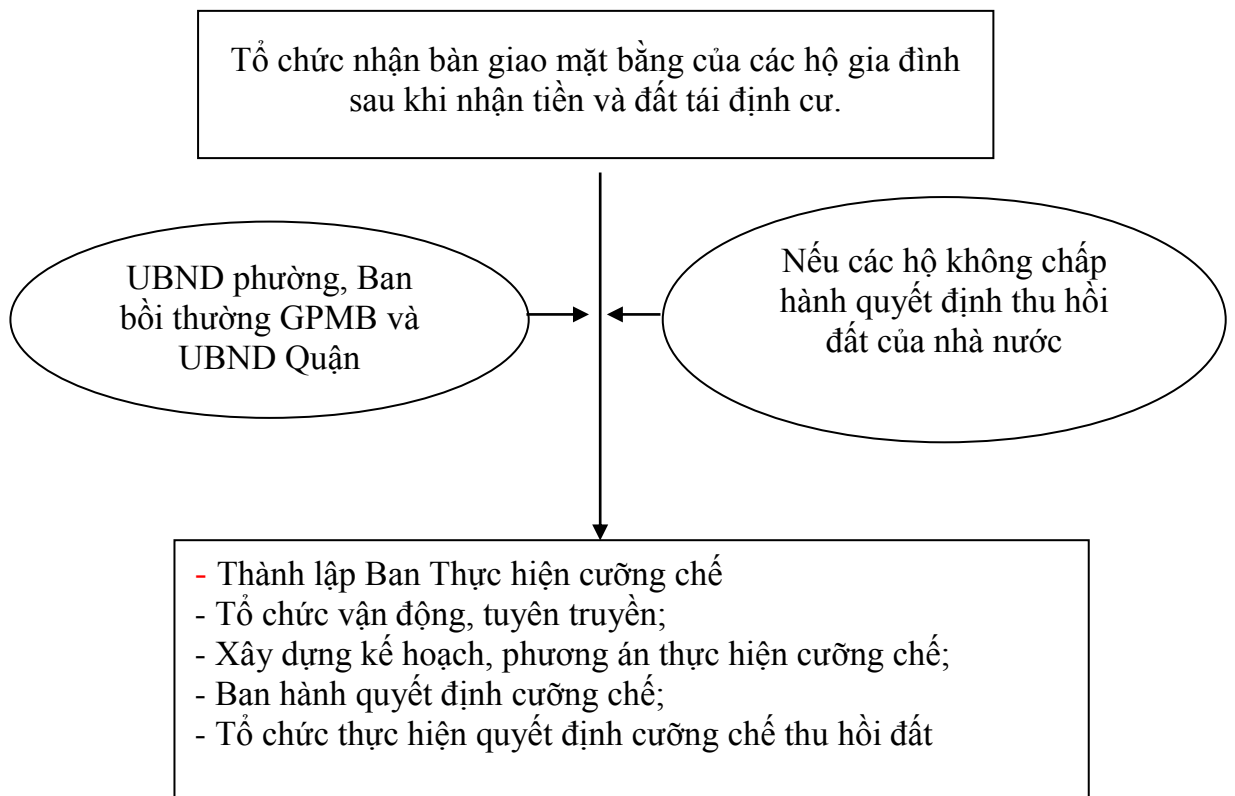 Tổ chức nhận bàn giao mặt bằng của các hộ gia đình
sau khi nhận tiền và đất tái định cư.
UBND phường, Ban
bồi thường GPMB và
UBND Quận
Nếu các hộ không chấp
hành quyết định thu hồi
đất của nhà nước
- Thành lập Ban Thực hiện cưỡng chế
- Tổ chức vận động, tuyên truyền;
- Xây dựng kế hoạch, phương án thực hiện cưỡng chế;
- Ban hành quyết định cưỡng chế;
- Tổ chức thực hiện quyết định cưỡng chế thu hồi đất